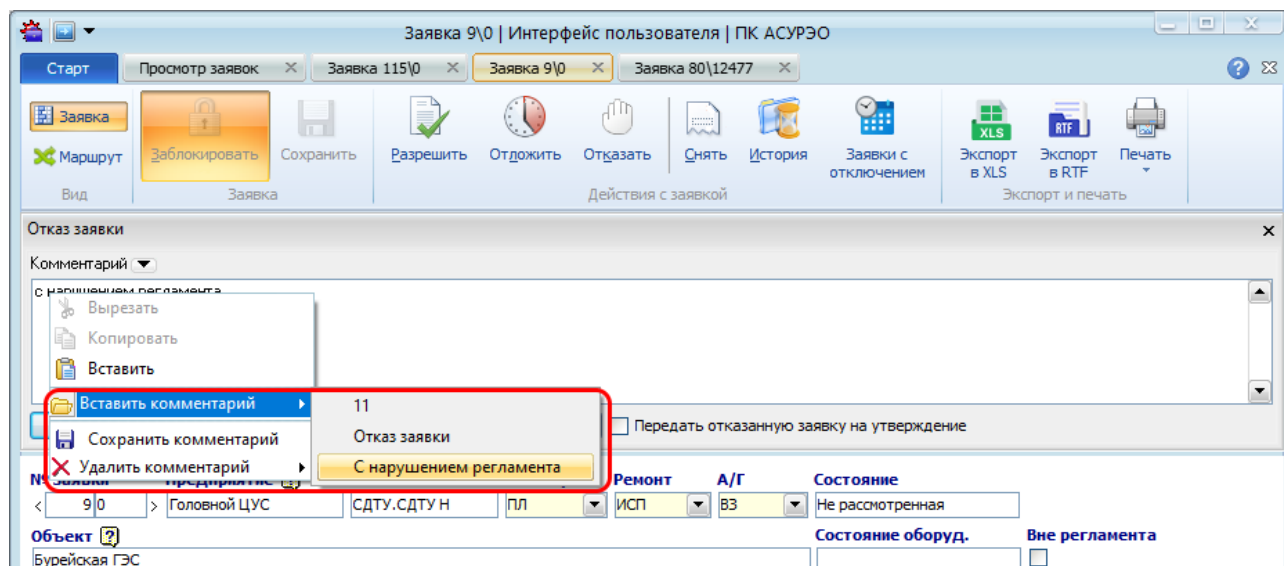 Заявка 9\0 | Интерфейс пользователя | ПК АСУРЭО
Старт Просмотр заявок Заявка 115\0 Заявка 9\0 Заявка 80\12477
Заявка
Маршрут
Заблокировать Сохранить Разрешить Отложить Отказать Снять История Заявки с отключением Экспорт в XLS Экспорт в RTF Печать
XLS RTF
Вид Заявка Действия с заявкой Экспорт и печать
Отказ заявки
Комментарий
с нарушением регламента
Вырезать
Копировать
Вставить
Вставить комментарий
Сохранить комментарий
Удалить комментарий
11
Отказ заявки
С нарушением регламента
Передать отказанную заявку на утверждение
Ремонт А/Г Состояние
< 9 0 > Головной ЦУС СДТУ.СДТУ Н ПЛ ИСП ВЗ Не рассмотренная
Объект ? Состояние оборуд. Вне регламента
Бурейская ГЭС